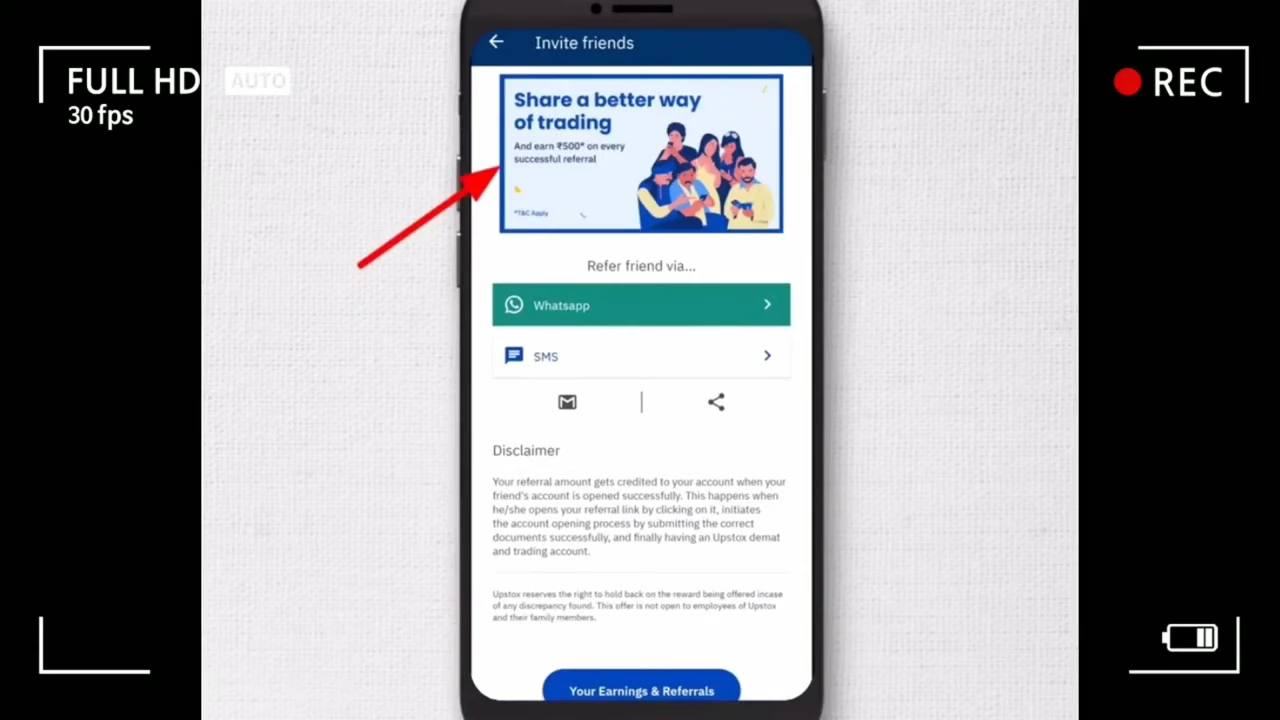 FULL HD
AUTO
30 fps
REC
Invite friends
Share a better way
of trading
And earn ₹500* on every
successful referral
*T&C Apply
Refer friend via...
Whatsapp
SMS
Disclaimer
Your referral amount gets credited to your account when your
friend's account is opened successfully. This happens when
he/she opens your referral link by clicking on it, initiates
the account opening process by submitting the correct
documents successfully, and finally having an Upstox demat
and trading account.
Upstox reserves the right to hold back on the reward being offered incase
of any discrepancy found. This offer is not open to employees of Upstox
and their family members.
Your Earnings & Referrals